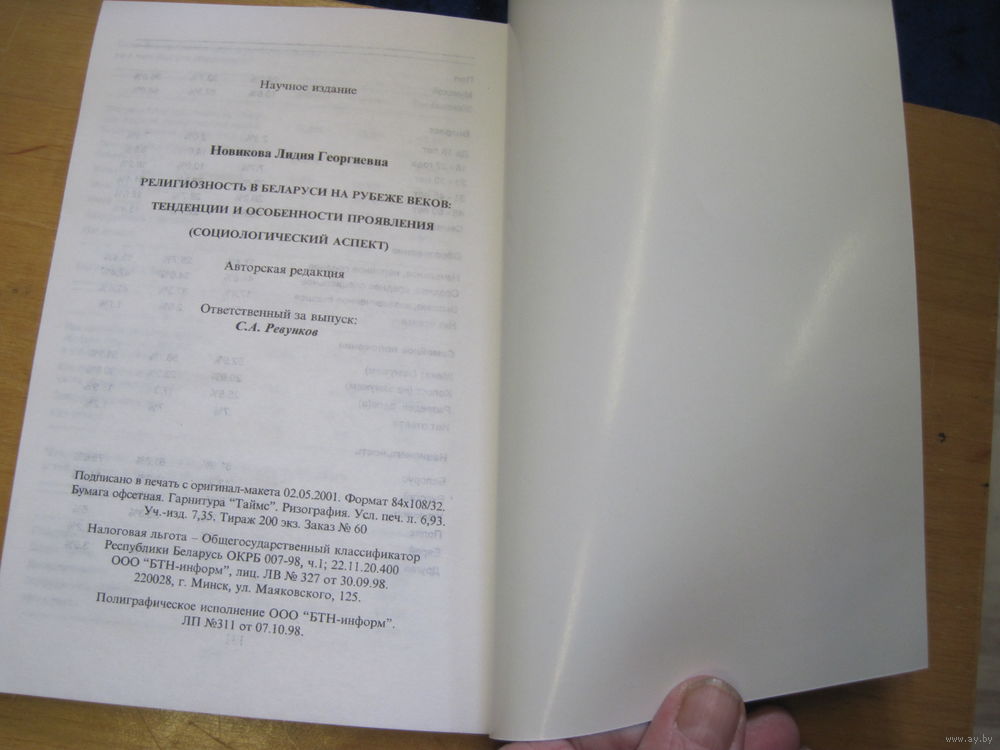 Научное издание
Новикова Лидия Георгиевна
РЕЛИГИОЗНОСТЬ В БЕЛАРУСИ НА РУБЕЖЕ ВЕКОВ:
ТЕНДЕНЦИИ И ОСОБЕННОСТИ ПРОЯВЛЕНИЯ
(СОЦИОЛОГИЧЕСКИЙ АСПЕКТ)
Авторская редакция
Ответственный за выпуск:
С.А. Ревунков
Подписано в печать с оригинал-макета 02.05.2001. Формат 84х108/32.
Бумага офсетная. Гарнитура “Таймс”. Ризография. Усл. печ. л. 6,93.
Уч.-изд. 7,35. Тираж 200 экз. Заказ № 60
Налоговая льгота – Общегосударственный классификатор
Республики Беларусь ОКРБ 007-98, ч.1; 22.11.20.400
ООО “БТН-информ”, лиц. ЛВ № 327 от 30.09.98.
220028, г. Минск, ул. Маяковского, 125.
Полиграфическое исполнение ООО “БТН-информ”.
ЛП №311 от 07.10.98.
www.ay.by